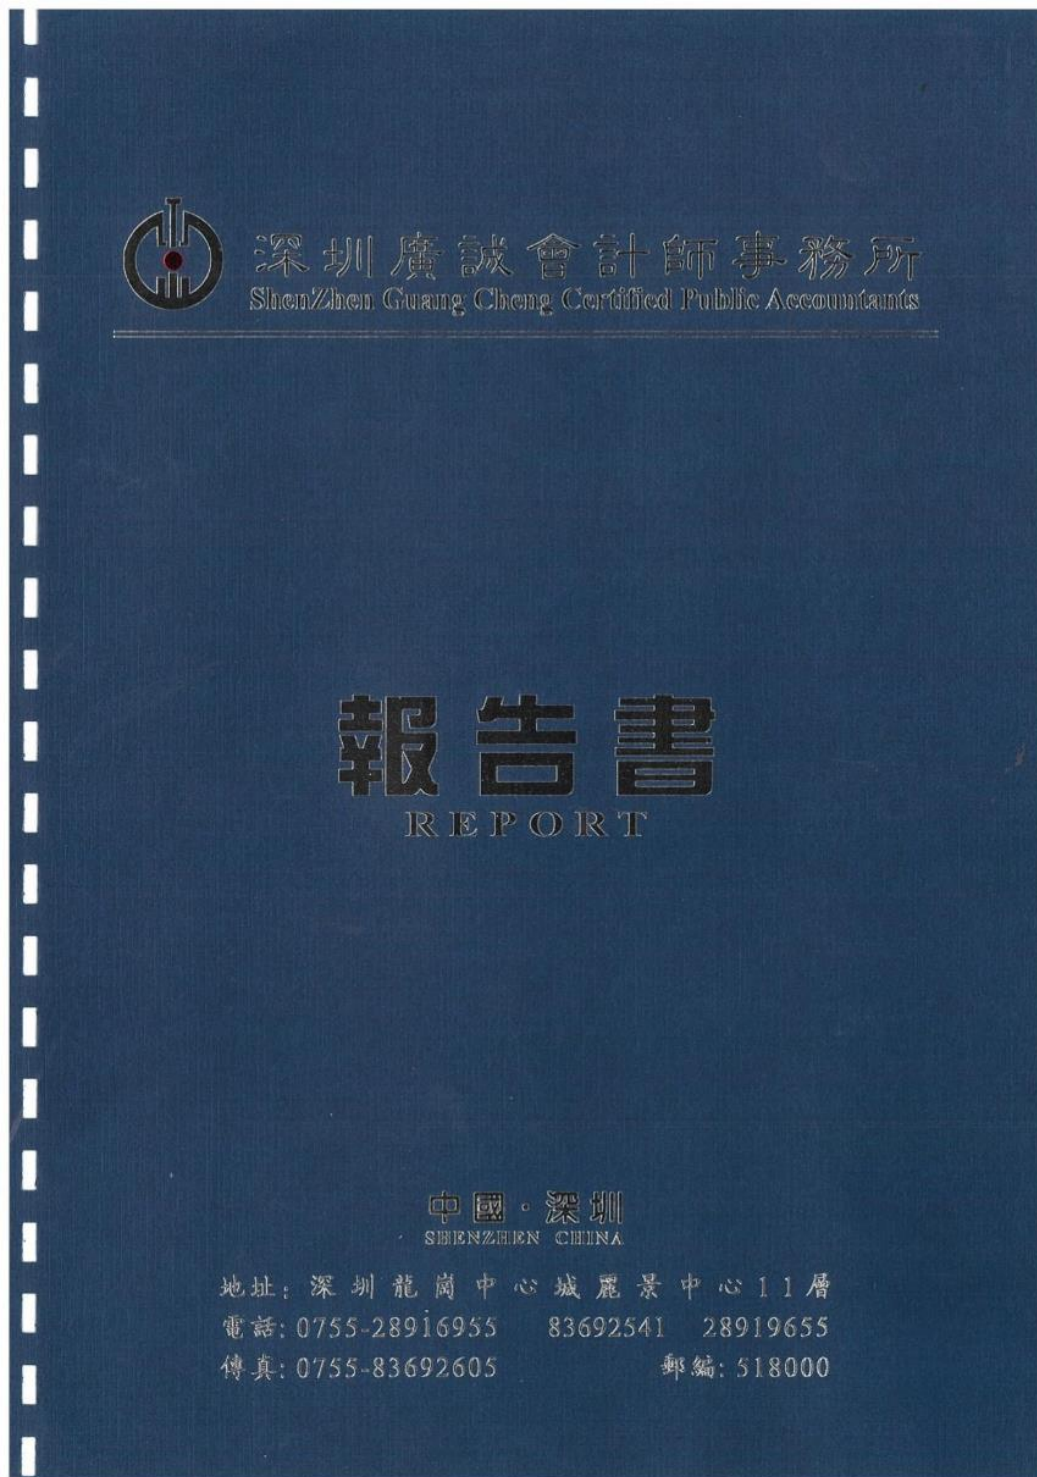 深圳廣誠會計師事務所
ShenZhen Guang Cheng Certified Public Accountants
報告書
REPORT
中國·深圳
SHENZHEN CHINA
地址: 深圳龍崗中心城麗景中心11層
電話: 0755-28916955 83692541 28919655
傳真: 0755-83692605 郵編: 518000